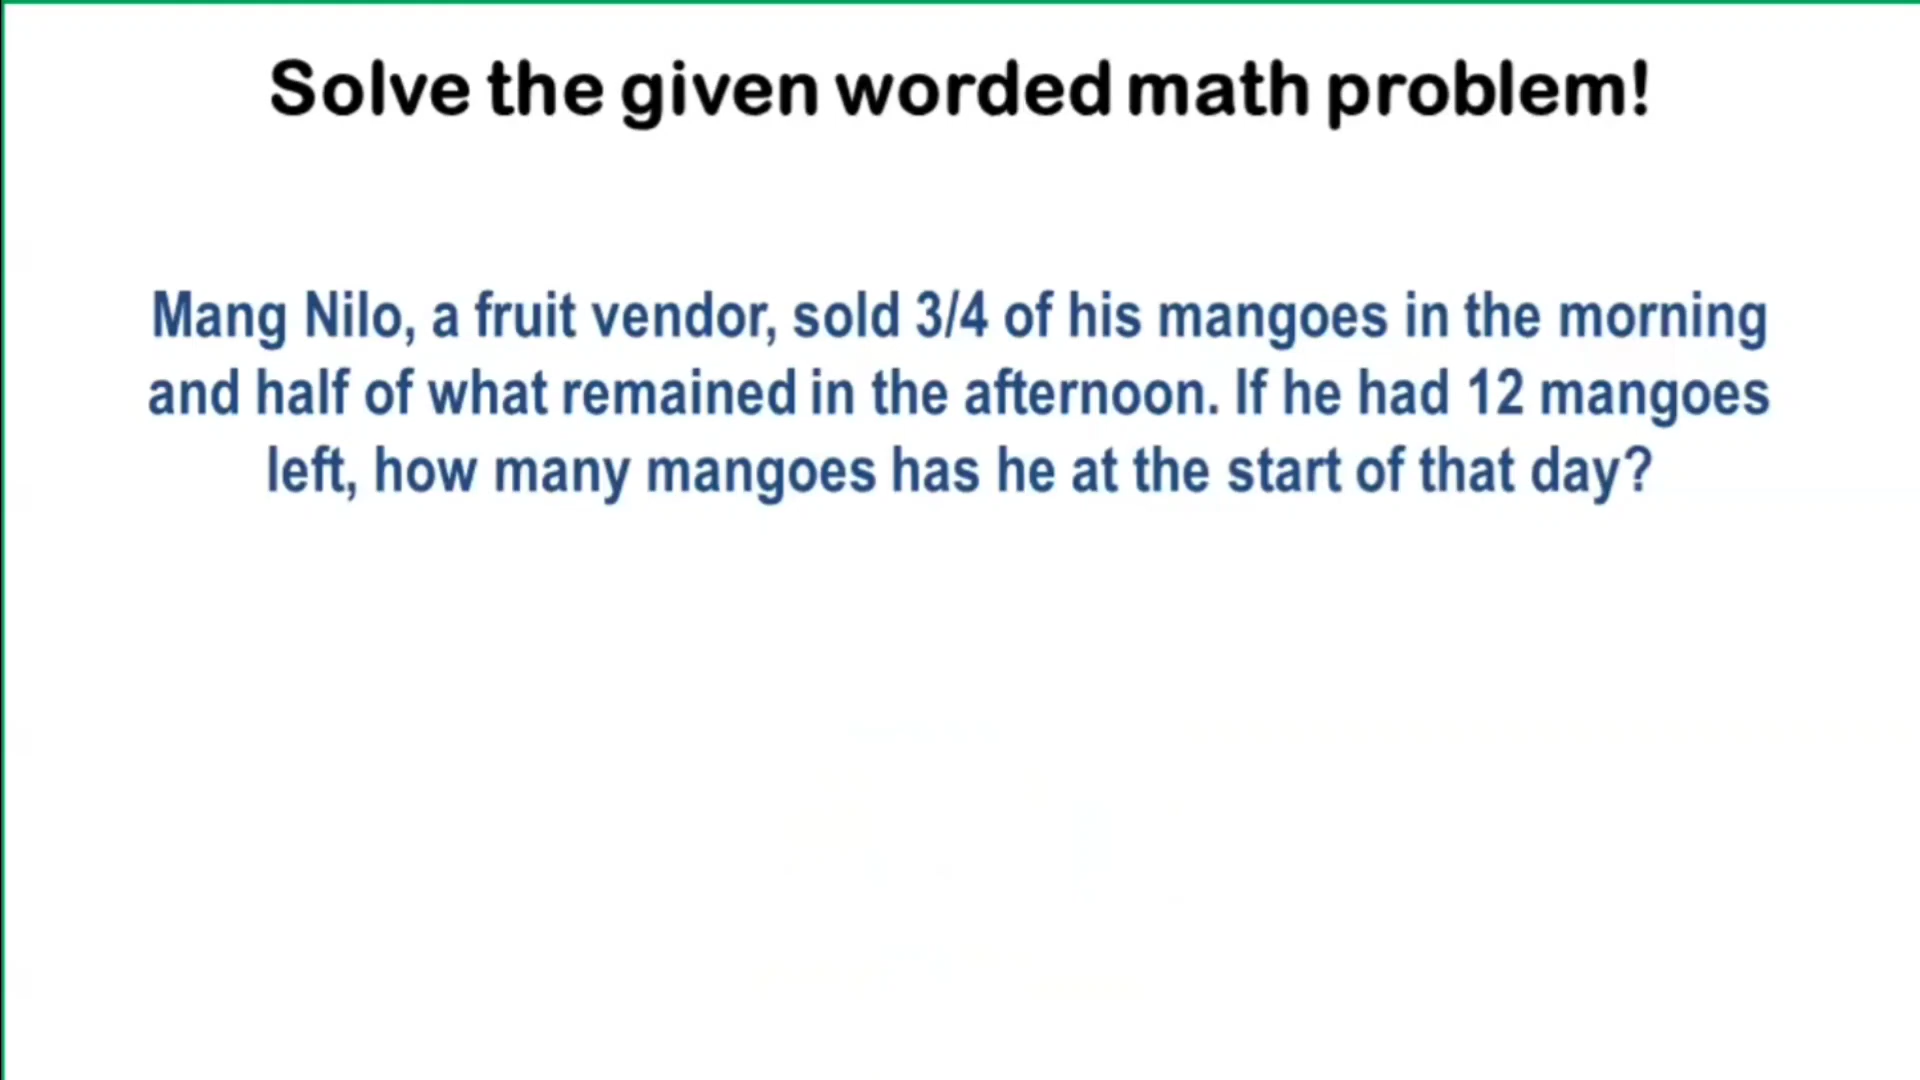 Solve the given worded math problem!
Mang Nilo, a fruit vendor, sold 3/4 of his mangoes in the morning
and half of what remained in the afternoon. If he had 12 mangoes
left, how many mangoes has he at the start of that day?